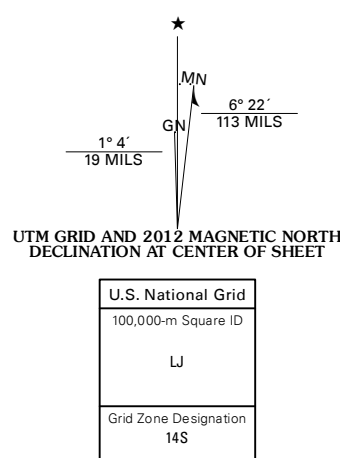 ★
MN
GN
6° 22´
113 MILS
1° 4´
19 MILS
UTM GRID AND 2012 MAGNETIC NORTH
DECLINATION AT CENTER OF SHEET
U.S. National Grid
100,000-m Square ID
LJ
Grid Zone Designation
14S